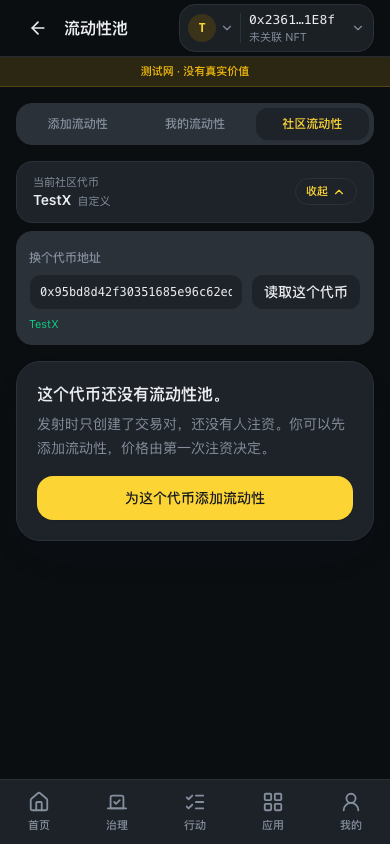 流动性池
T
0x2361…1E8f
未关联 NFT
测试网 · 没有真实价值
添加流动性
我的流动性
社区流动性
当前社区代币
TestX 自定义
收起
换个代币地址
0x95bd8d42f30351685e96c62ec
读取这个代币
TestX
这个代币还没有流动性池。
发射时只创建了交易对，还没有人注资。你可以先
添加流动性，价格由第一次注资决定。
为这个代币添加流动性
首页
治理
行动
应用
我的